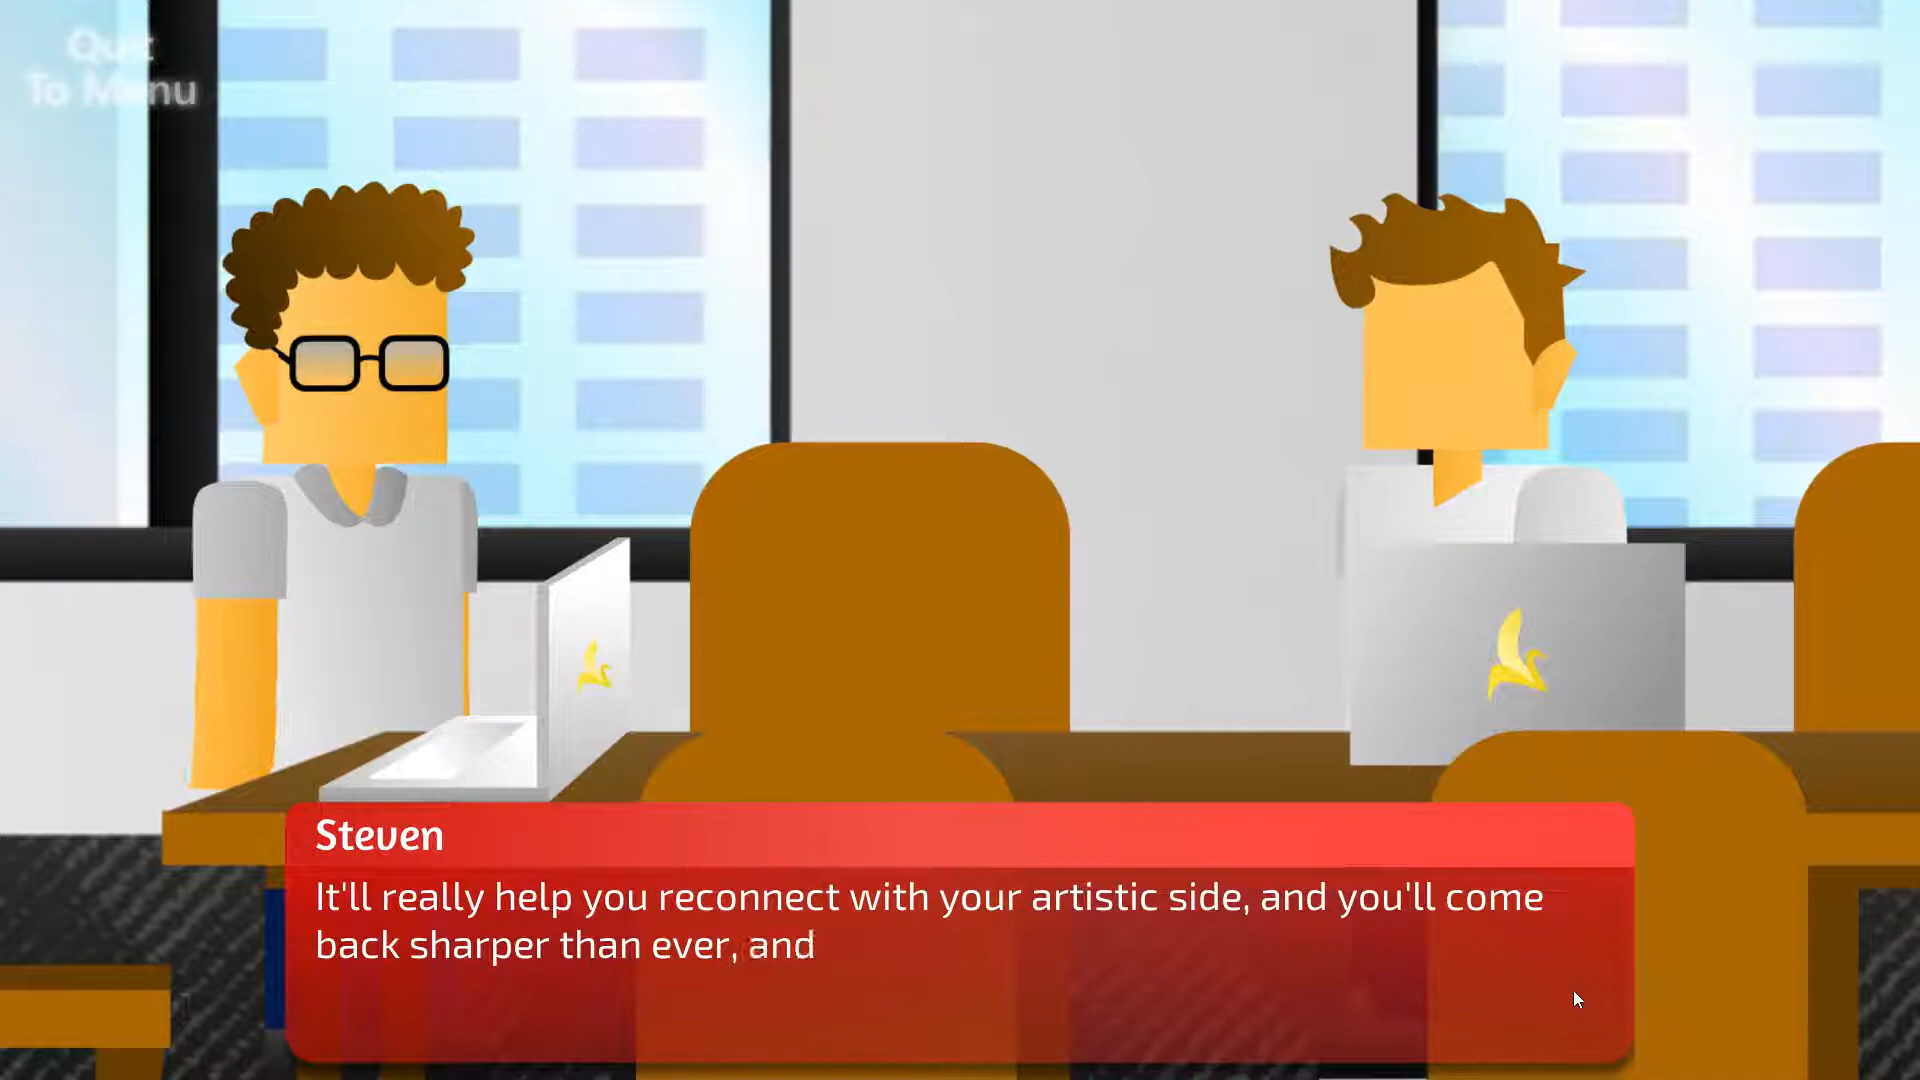 Quit
To Menu
Steven
It'll really help you reconnect with your artistic side, and you'll come
back sharper than ever, and